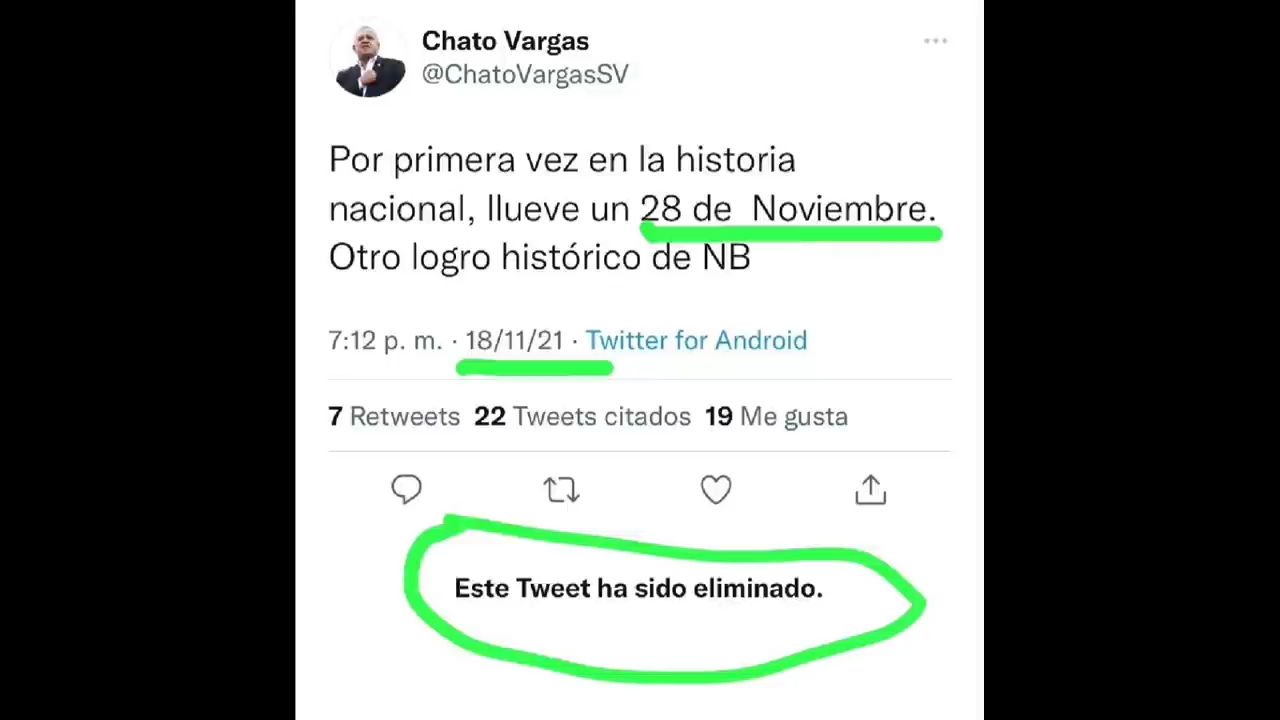 Chato Vargas
@ChatoVargasSV
Por primera vez en la historia
nacional, llueve un 28 de Noviembre.
Otro logro histórico de NB
7:12 p. m. · 18/11/21 · Twitter for Android
7 Retweets 22 Tweets citados 19 Me gusta
Este Tweet ha sido eliminado.